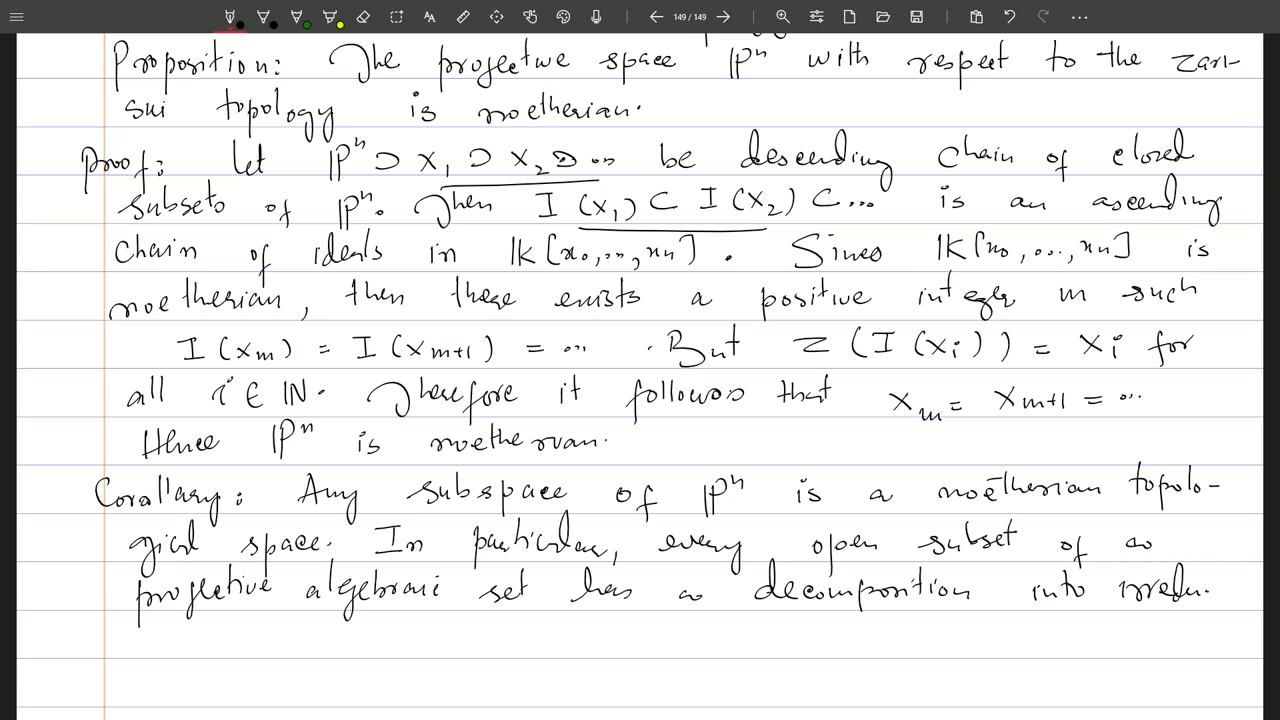 149 / 149
Proposition: The projective space ℙⁿ with respect to the Zari-
ski topology is noetherian.
Proof: Let ℙⁿ ⊃ X₁ ⊃ X₂ ⊃ ... be descending chain of closed
subsets of ℙⁿ. Then I(X₁) ⊂ I(X₂) ⊂ ... is an ascending
chain of ideals in 𝕂[x₀,...,xₙ]. Since 𝕂[x₀,...,xₙ] is
noetherian, then there exists a positive integer m such
I(Xₘ) = I(Xₘ₊₁) = ... . But Z(I(Xᵢ)) = Xᵢ for
all i ∈ ℕ. Therefore it follows that Xₘ = Xₘ₊₁ = ...
Hence ℙⁿ is noetherian.
Corollary: Any subspace of ℙⁿ is a noetherian topolo-
gical space. In particular, every open subset of a
projective algebraic set has a decomposition into irredu-